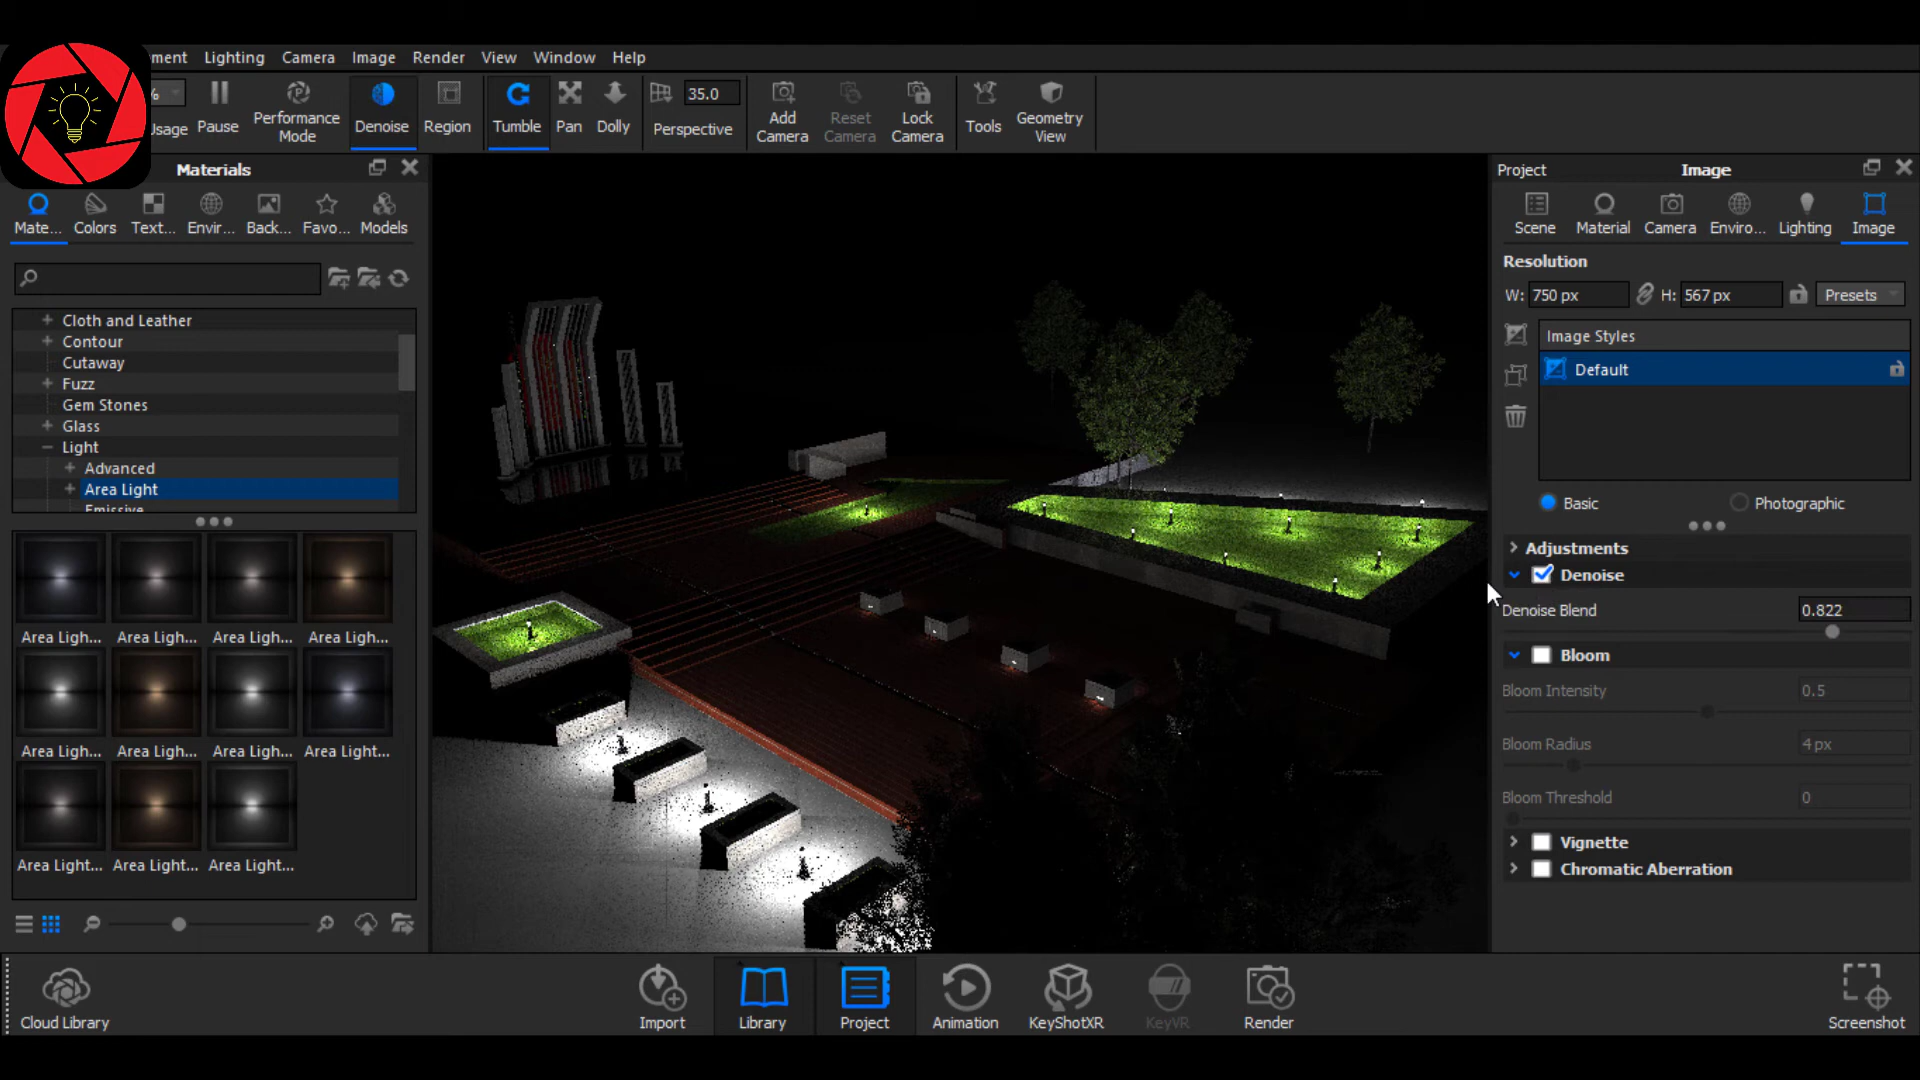 ment Lighting Camera Image Render View Window Help
% 35.0
Usage Pause Performance Mode Denoise Region Tumble Pan Dolly Perspective Add Camera Reset Camera Lock Camera Tools Geometry View
Materials
Mate... Colors Text... Envir... Back... Favo... Models
Cloth and Leather
Contour
Cutaway
Fuzz
Gem Stones
Glass
Light
Advanced
Area Light
Emissive
Area Ligh... Area Ligh... Area Ligh... Area Ligh...
Area Ligh... Area Ligh... Area Ligh... Area Light...
Area Light... Area Light... Area Light...
Project Image
Scene Material Camera Enviro... Lighting Image
Resolution
W: 750 px H: 567 px Presets
Image Styles
Default
Basic Photographic
Adjustments
Denoise
Denoise Blend 0.822
Bloom
Bloom Intensity 0.5
Bloom Radius 4 px
Bloom Threshold 0
Vignette
Chromatic Aberration
Cloud Library Import Library Project Animation KeyShotXR KeyVR Render Screenshot